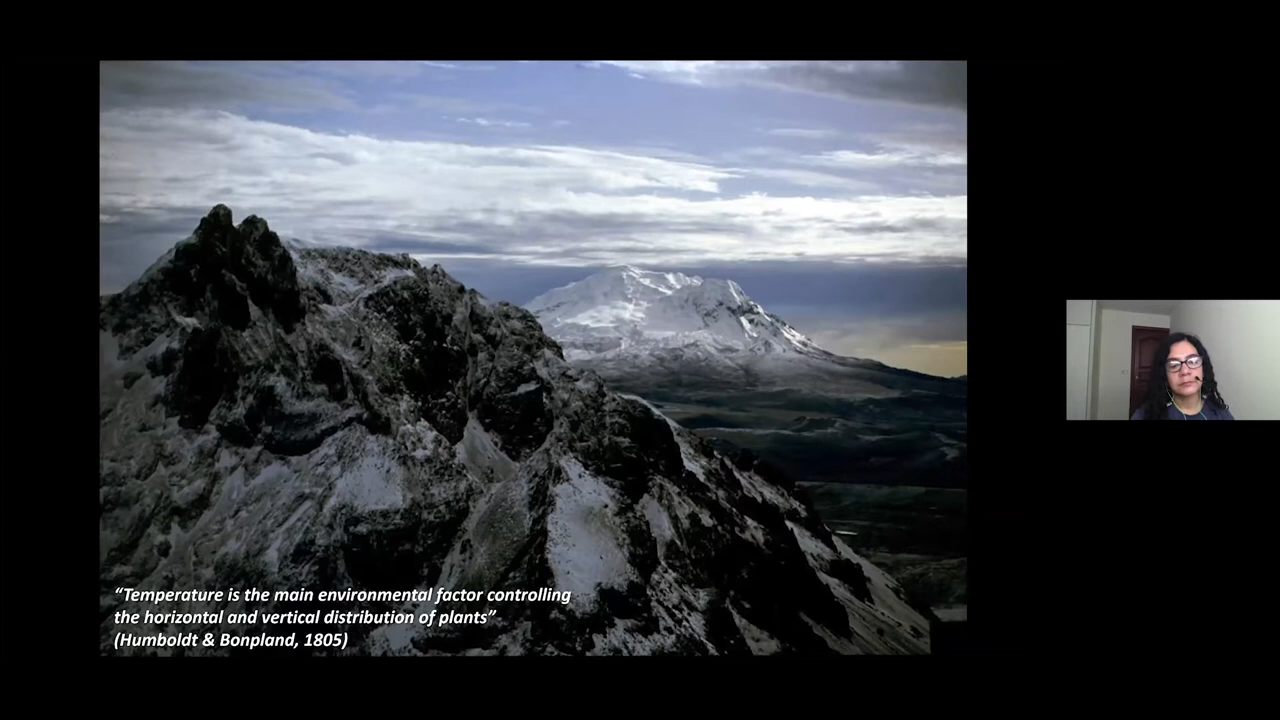 “Temperature is the main environmental factor controlling
the horizontal and vertical distribution of plants”
(Humboldt & Bonpland, 1805)